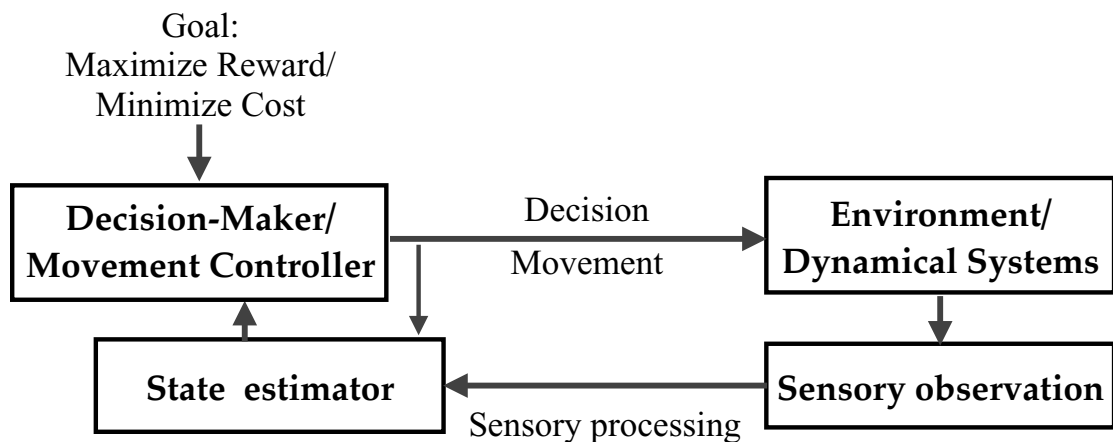 Goal:
Maximize Reward/
Minimize Cost
Decision-Maker/
Movement Controller
Decision
Movement
Environment/
Dynamical Systems
State estimator
Sensory processing
Sensory observation